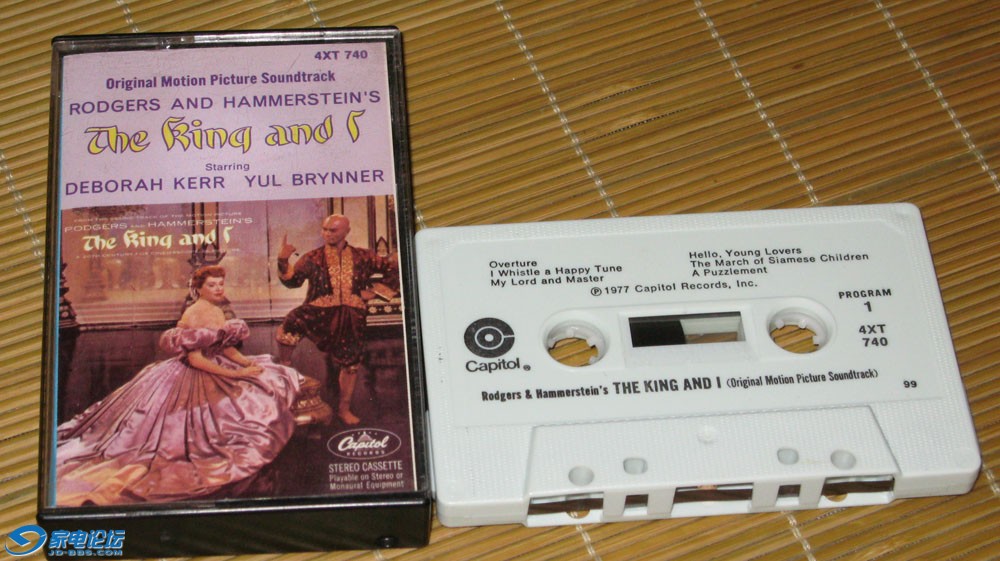 4XT 740
Original Motion Picture Soundtrack
RODGERS AND HAMMERSTEIN'S
The King and I
Starring
DEBORAH KERR YUL BRYNNER
RODGERS AND HAMMERSTEIN'S
The King and I
Capitol
RECORDS
STEREO CASSETTE
Playable on Stereo or
Monaural Equipment
Overture
I Whistle a Happy Tune
My Lord and Master
Hello, Young Lovers
The March of Siamese Children
A Puzzlement
℗ 1977 Capitol Records, Inc.
PROGRAM
1
4XT
740
Capitol®
Rodgers & Hammerstein's THE KING AND I (Original Motion Picture Soundtrack)
99
家电论坛
JD-BBS.COM